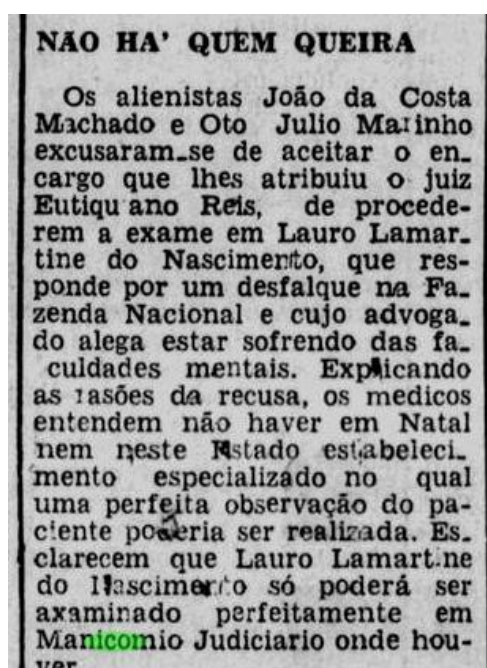 NÃO HA' QUEM QUEIRA
Os alienistas João da Costa
Machado e Oto Julio Marinho
excusaram-se de aceitar o en-
cargo que lhes atribuiu o juiz
Eutiquiano Reis, de procede-
rem a exame em Lauro Lamar-
tine do Nascimento, que res-
ponde por um desfalque na Fa-
zenda Nacional e cujo advoga-
do alega estar sofrendo das fa-
culdades mentais. Explicando
as rasões da recusa, os medicos
entendem não haver em Natal
nem neste Estado estabeleci-
mento especializado no qual
uma perfeita observação do pa-
ciente poderia ser realizada. Es-
clarecem que Lauro Lamartine
do Nascimento só poderá ser
axaminado perfeitamente em
Manicomio Judiciario onde hou-
ver